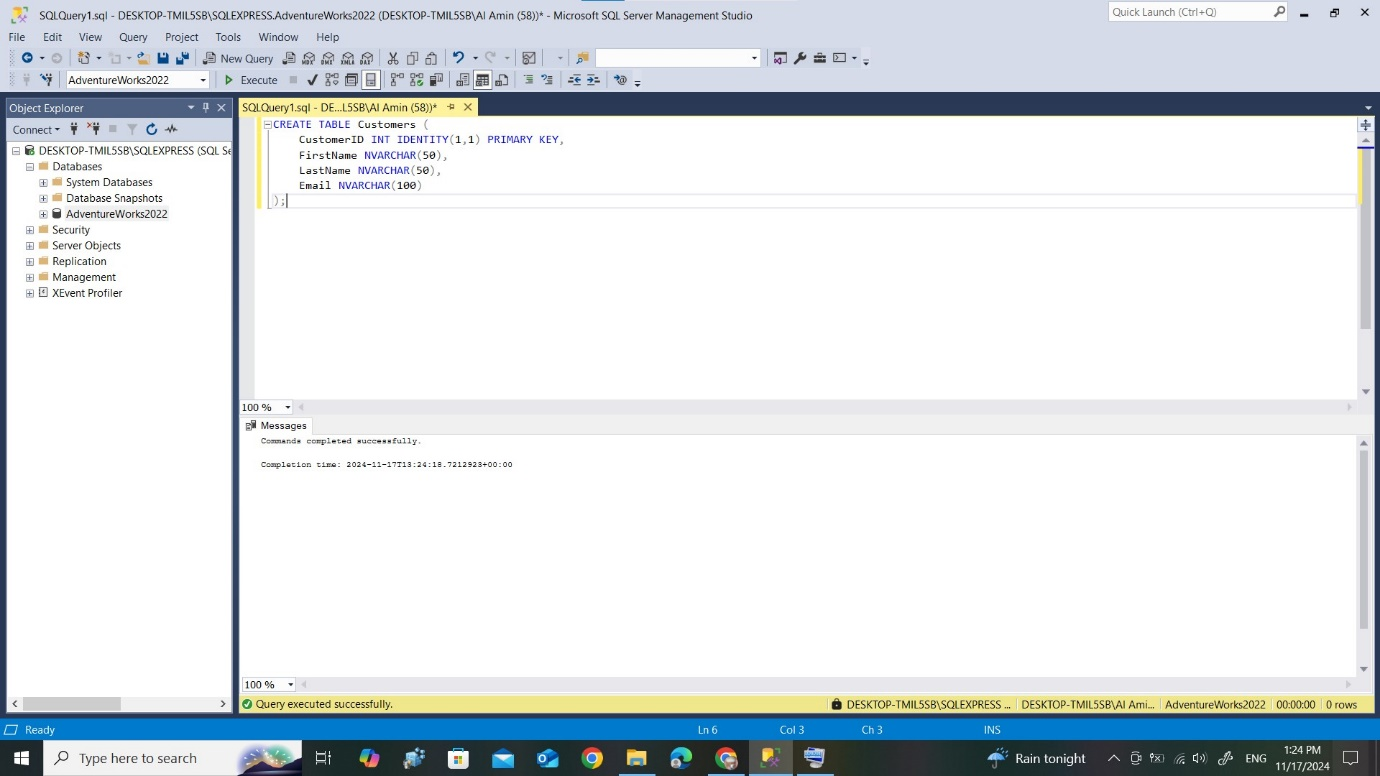 SQLQuery1.sql - DESKTOP-TMIL5SB\SQLEXPRESS.AdventureWorks2022 (DESKTOP-TMIL5SB\Al Amin (58))* - Microsoft SQL Server Management Studio
Quick Launch (Ctrl+Q)
File Edit View Query Project Tools Window Help
New Query
AdventureWorks2022
Execute
Object Explorer
SQLQuery1.sql - DE...L5SB\Al Amin (58))*
Connect
DESKTOP-TMIL5SB\SQLEXPRESS (SQL Se
Databases
System Databases
Database Snapshots
AdventureWorks2022
Security
Server Objects
Replication
Management
XEvent Profiler
CREATE TABLE Customers (
CustomerID INT IDENTITY(1,1) PRIMARY KEY,
FirstName NVARCHAR(50),
LastName NVARCHAR(50),
Email NVARCHAR(100)
);
100 %
Messages
Commands completed successfully.
Completion time: 2024-11-17T13:24:18.7212923+00:00
100 %
Query executed successfully.
DESKTOP-TMIL5SB\SQLEXPRESS ...
DESKTOP-TMIL5SB\Al Ami...
AdventureWorks2022
00:00:00
0 rows
Ready
Ln 6
Col 3
Ch 3
INS
Type here to search
Rain tonight
ENG
1:24 PM
11/17/2024